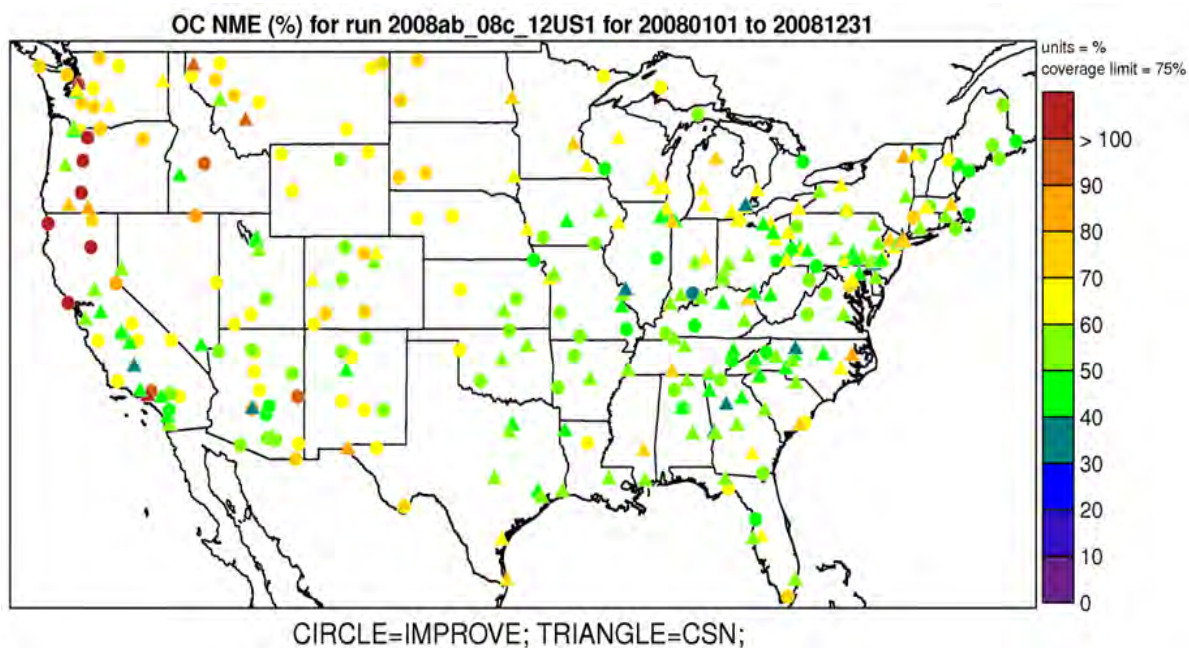 OC NME (%) for run 2008ab_08c_12US1 for 20080101 to 20081231
units = %
coverage limit = 75%
> 100
90
80
70
60
50
40
30
20
10
0
CIRCLE=IMPROVE; TRIANGLE=CSN;